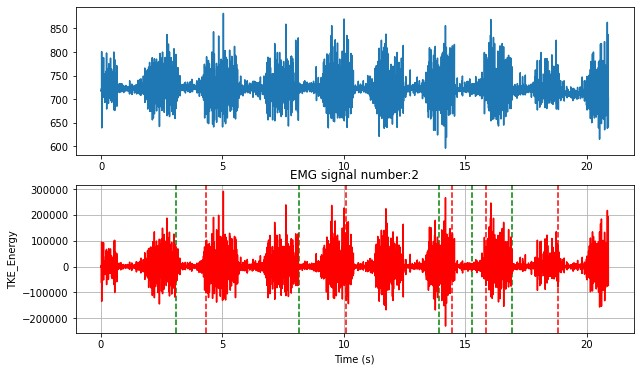 850
800
750
700
650
600
0 5 10 15 20
EMG signal number:2
300000
200000
100000
0
−100000
−200000
TKE_Energy
0 5 10 15 20
Time (s)